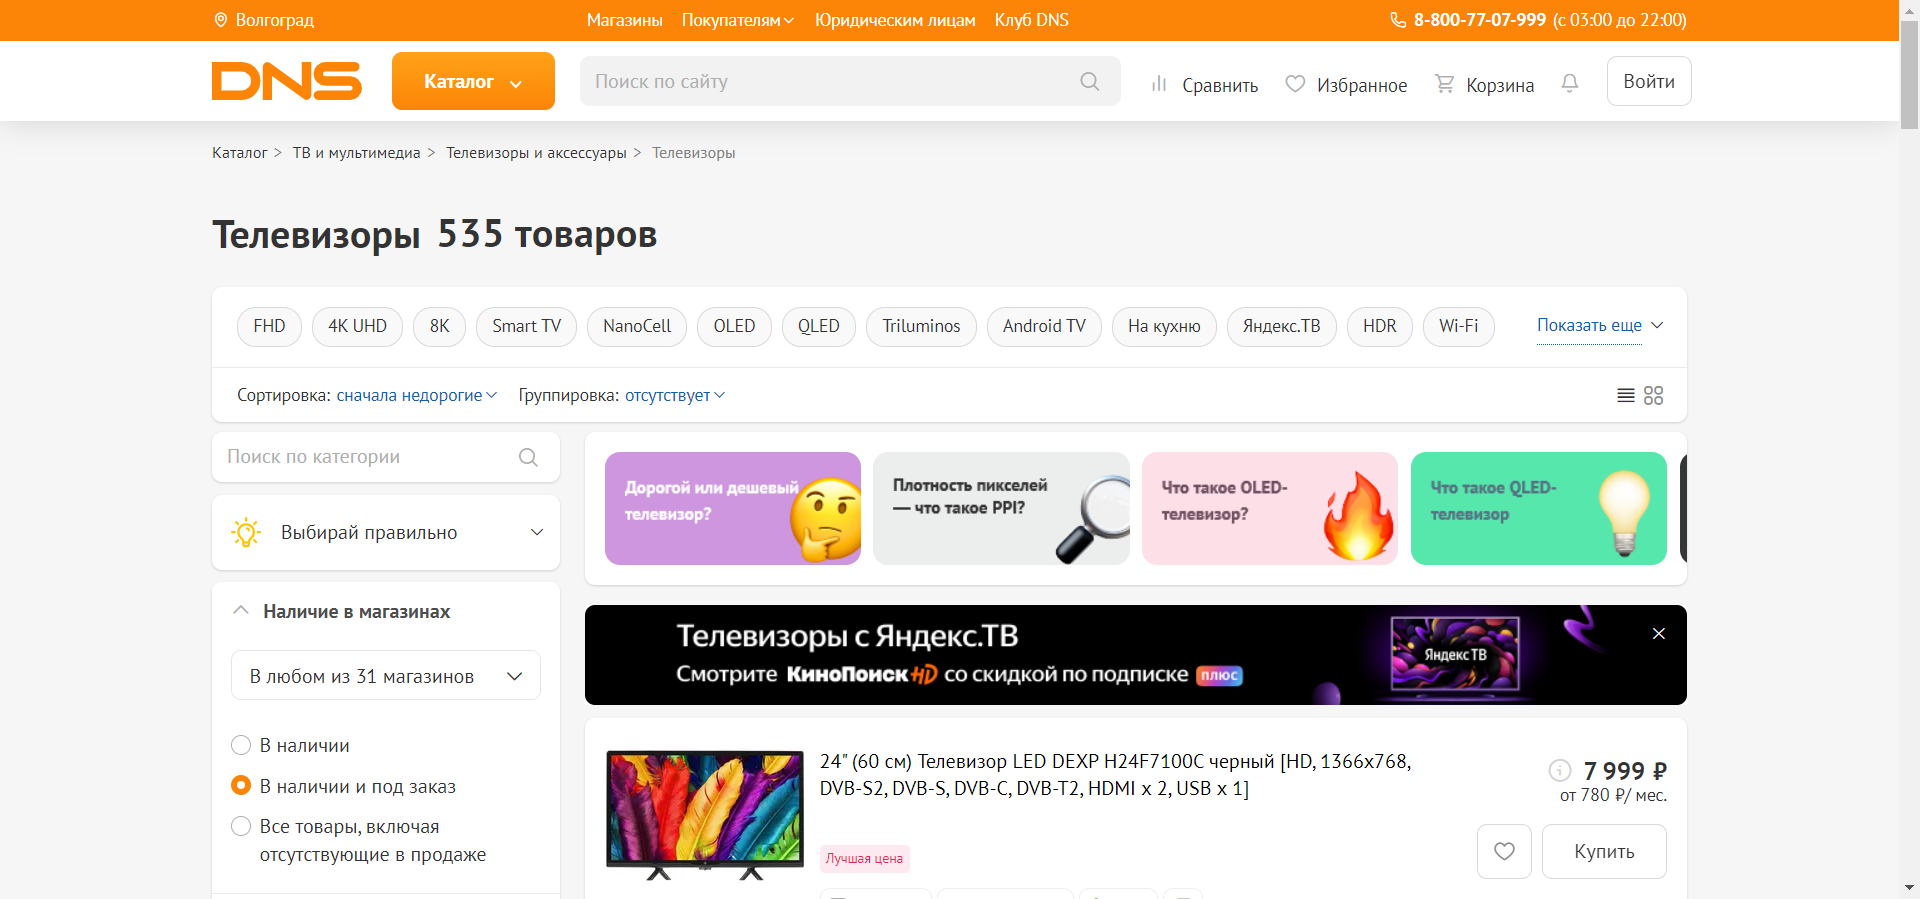 Волгоград
Магазины Покупателям Юридическим лицам Клуб DNS
8-800-77-07-999 (с 03:00 до 22:00)
DNS
Каталог
Поиск по сайту
Сравнить
Избранное
Корзина
Войти
Каталог > ТВ и мультимедиа > Телевизоры и аксессуары > Телевизоры
Телевизоры 535 товаров
FHD 4K UHD 8K Smart TV NanoCell OLED QLED Triluminos Android TV На кухню Яндекс.ТВ HDR Wi-Fi Показать еще
Сортировка: сначала недорогие Группировка: отсутствует
Поиск по категории
Выбирай правильно
Наличие в магазинах
В любом из 31 магазинов
В наличии
В наличии и под заказ
Все товары, включая
отсутствующие в продаже
Дорогой или дешевый
телевизор?
Плотность пикселей
— что такое PPI?
Что такое OLED-
телевизор?
Что такое QLED-
телевизор
Телевизоры с Яндекс.ТВ
Смотрите КиноПоиск HD со скидкой по подписке плюс
Яндекс ТВ
24" (60 см) Телевизор LED DEXP H24F7100C черный [HD, 1366x768,
DVB-S2, DVB-S, DVB-C, DVB-T2, HDMI x 2, USB x 1]
Лучшая цена
7 999 ₽
от 780 ₽/ мес.
Купить